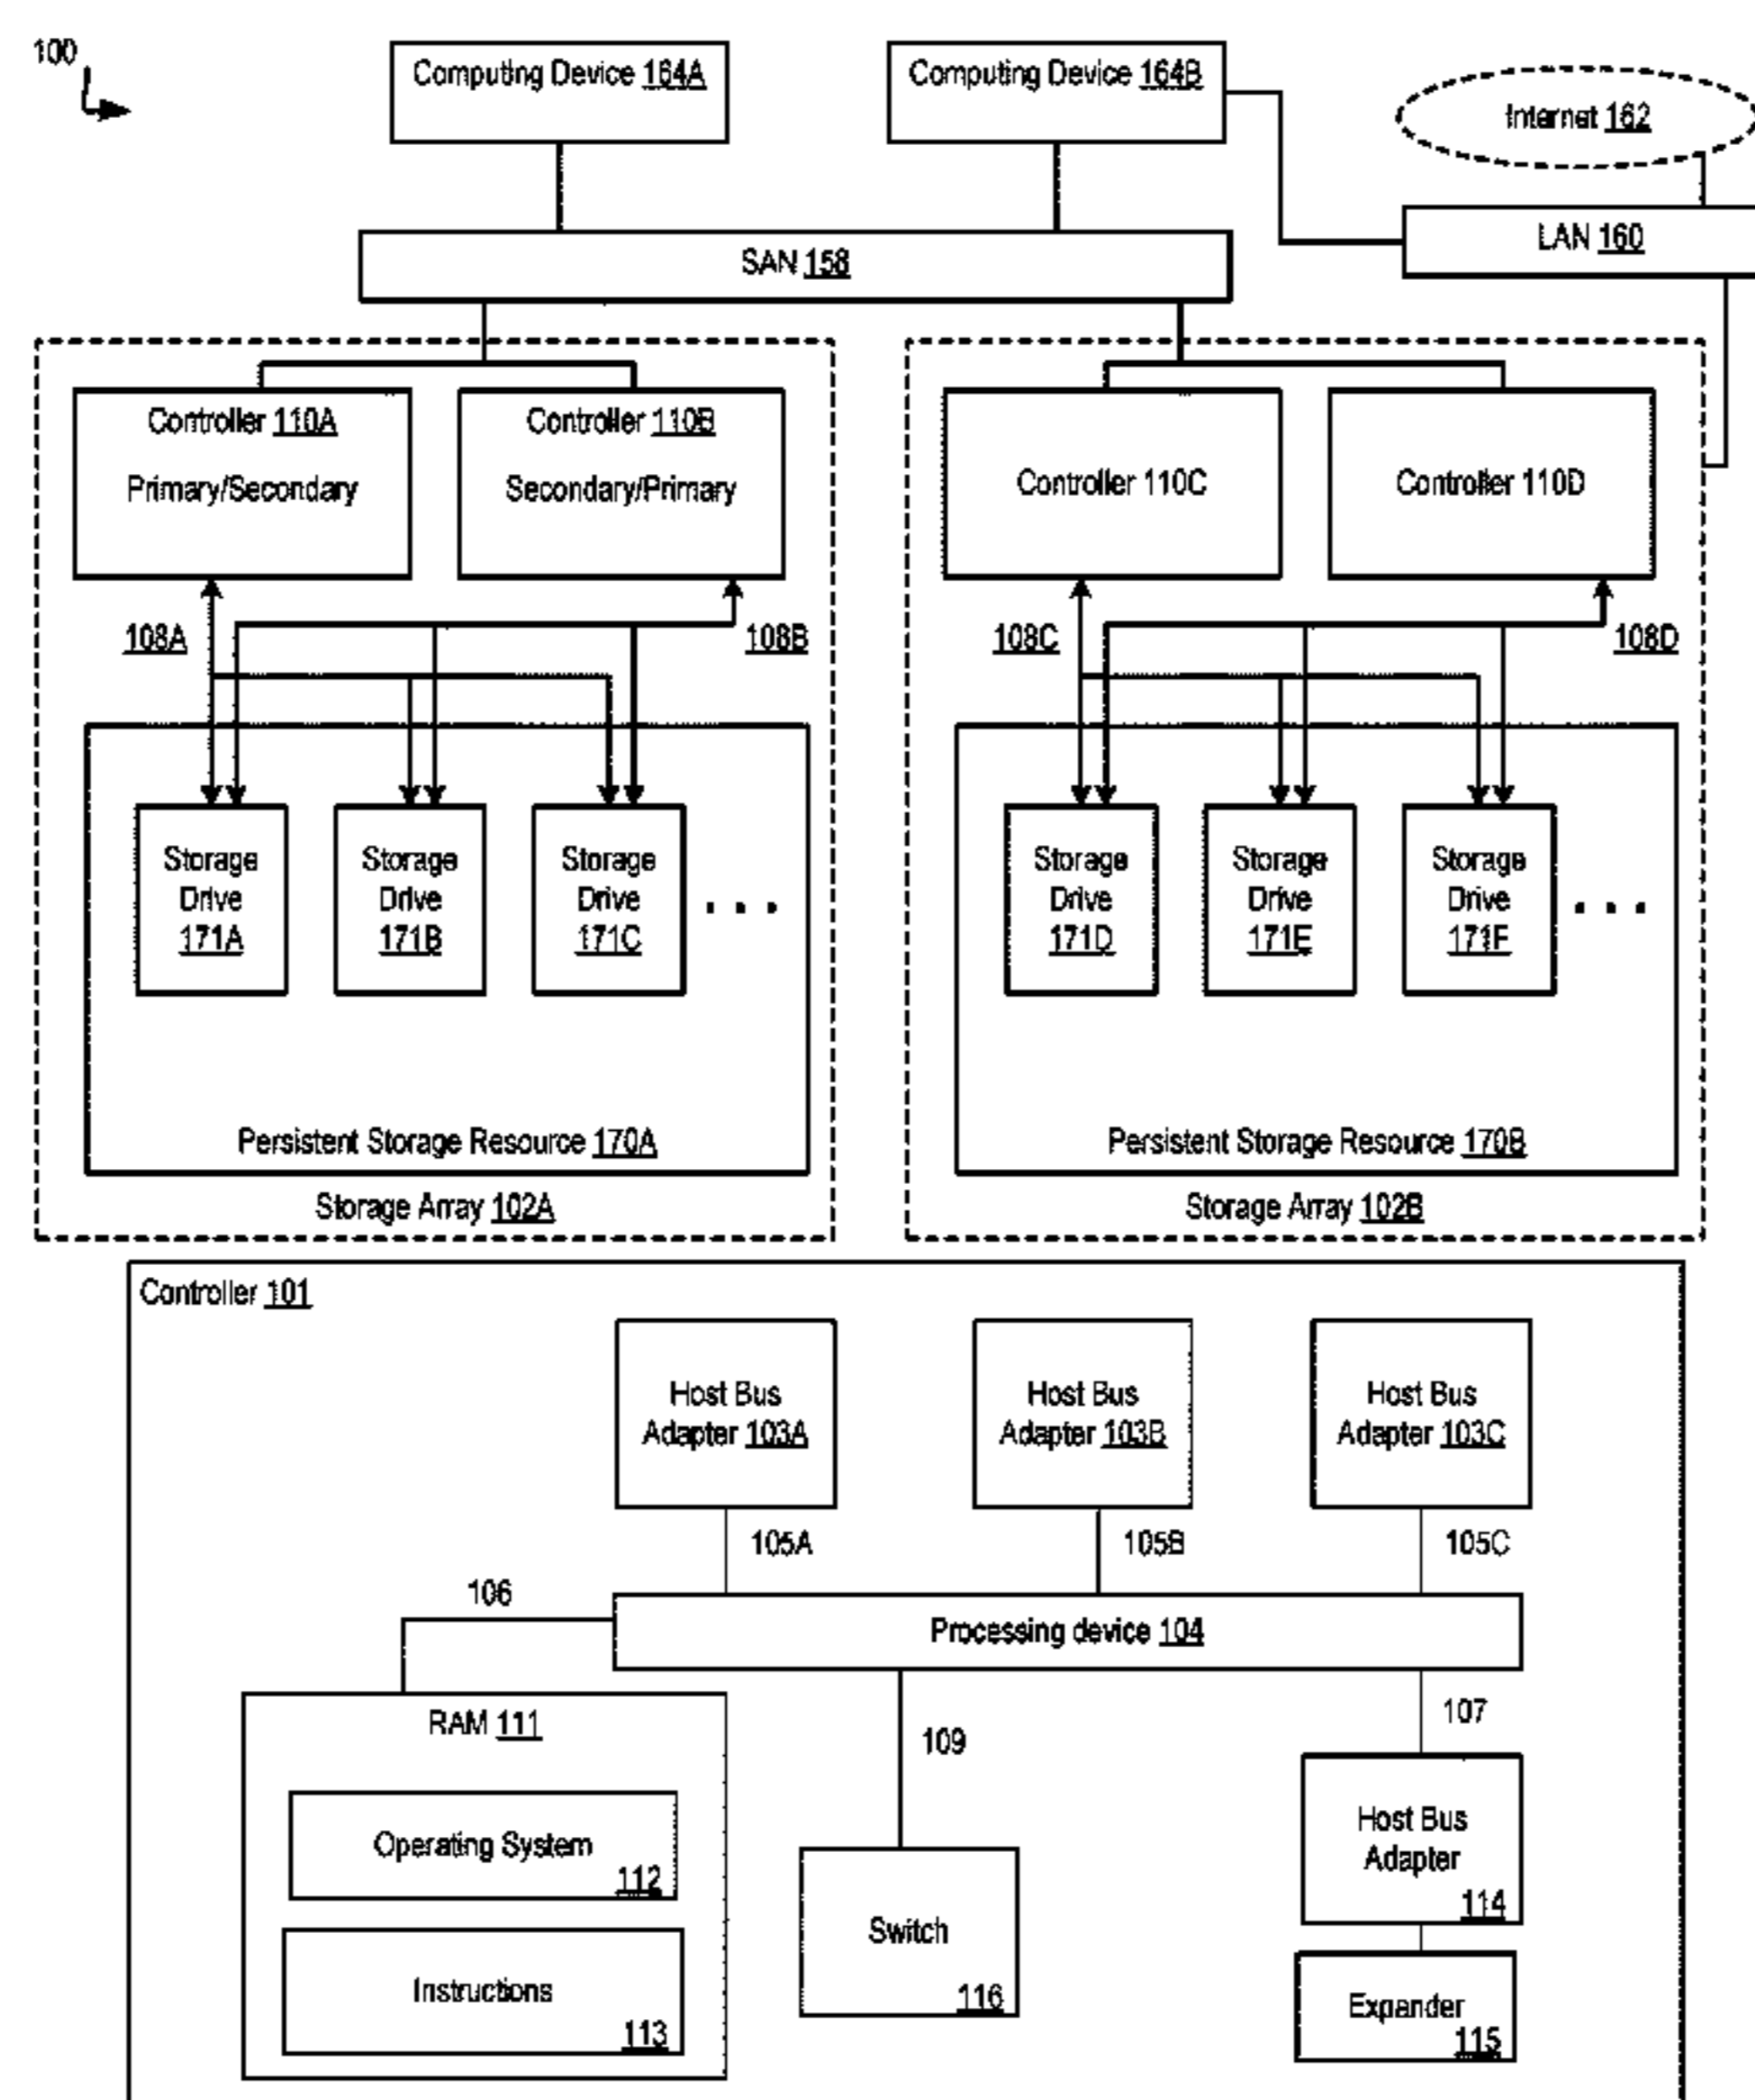 100
Computing Device 164A
Computing Device 164B
Internet 162
LAN 160
SAN 158
Controller 110A
Primary/Secondary
Controller 110B
Secondary/Primary
Controller 110C
Controller 110D
108A
108B
108C
108D
Storage
Drive
171A
Storage
Drive
171B
Storage
Drive
171C
. . .
Storage
Drive
171D
Storage
Drive
171E
Storage
Drive
171F
. . .
Persistent Storage Resource 170A
Persistent Storage Resource 170B
Storage Array 102A
Storage Array 102B
Controller 101
Host Bus
Adapter 103A
Host Bus
Adapter 103B
Host Bus
Adapter 103C
105A
105B
105C
106
Processing device 104
RAM 111
109
107
Operating System
112
Host Bus
Adapter
114
Switch
116
Instructions
113
Expander
115